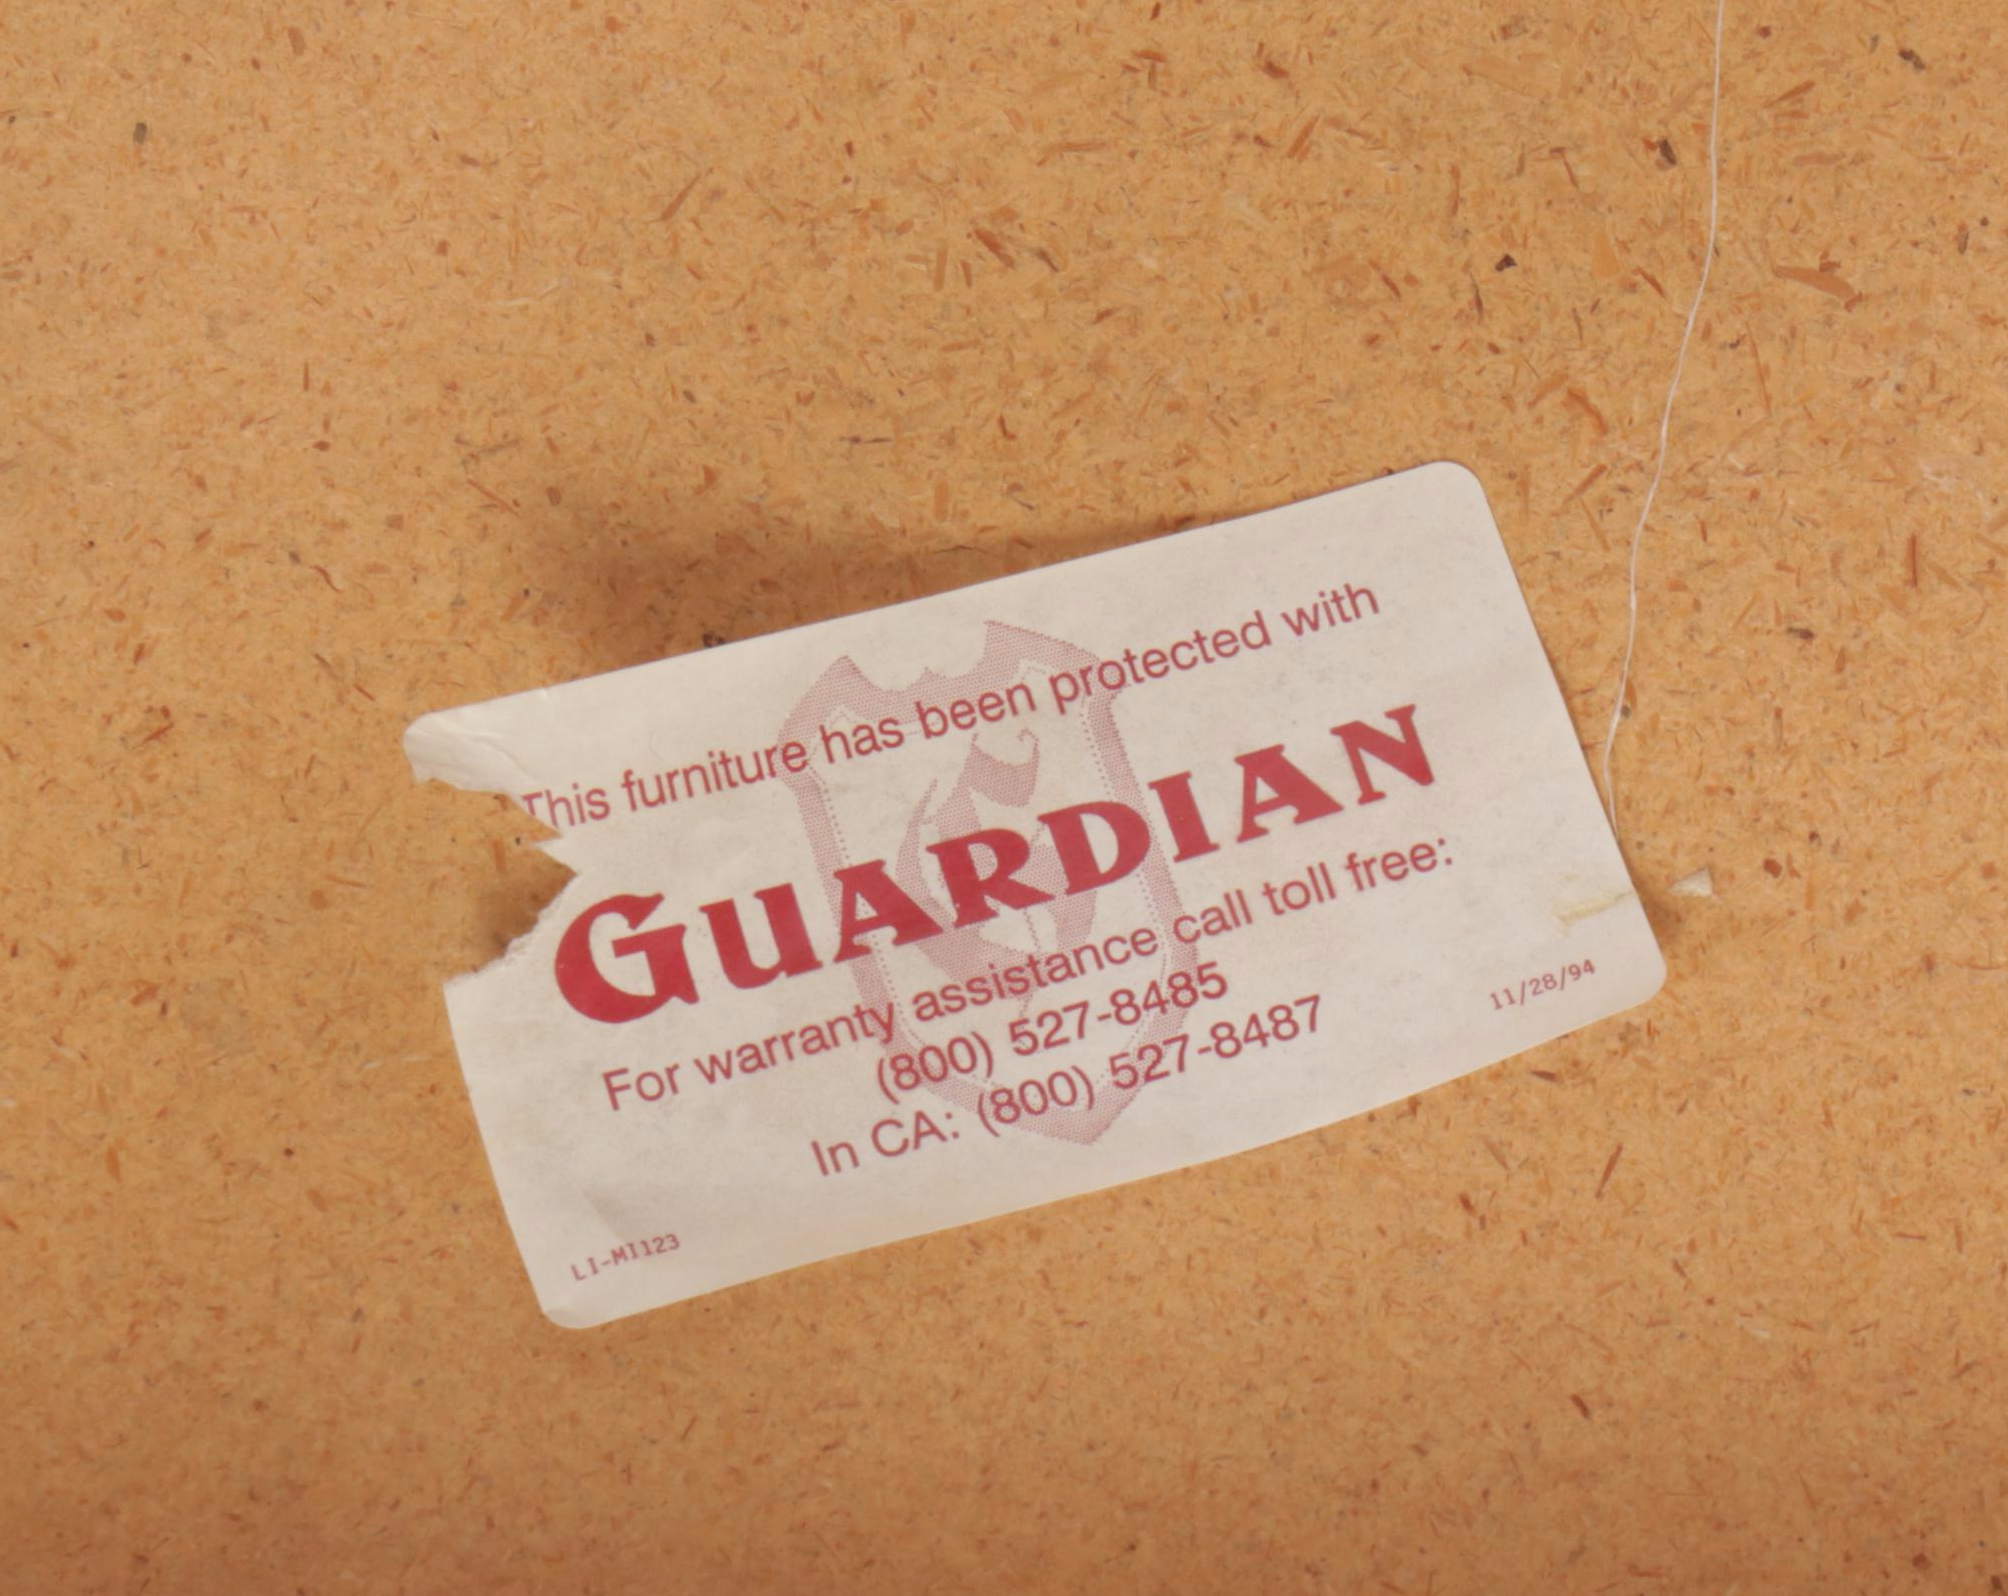 This furniture has been protected with
GUARDIAN
For warranty assistance call toll free:
(800) 527-8485
In CA: (800) 527-8487
11/28/94
LI-MI123